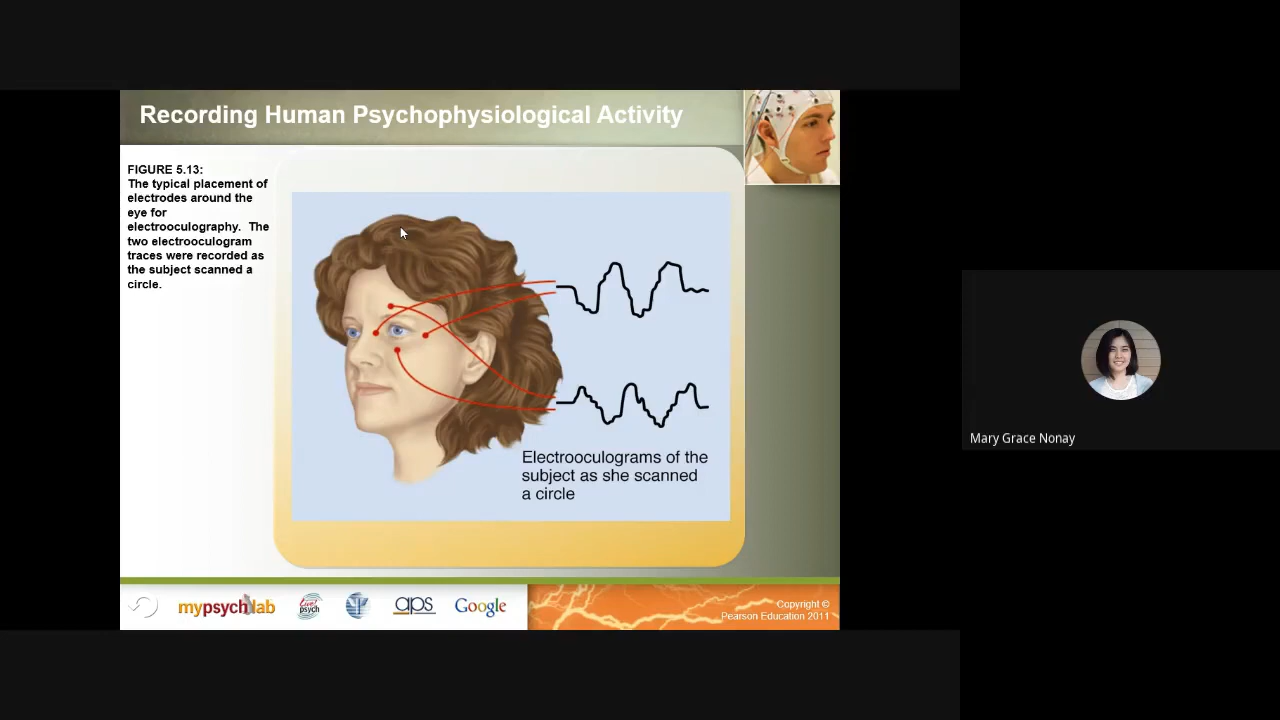 Recording Human Psychophysiological Activity
FIGURE 5.13:
The typical placement of
electrodes around the
eye for
electrooculography. The
two electrooculogram
traces were recorded as
the subject scanned a
circle.
Electrooculograms of the
subject as she scanned
a circle
Mary Grace Nonay
mypsychlab
Live!
psych
aps
Google
Copyright ©
Pearson Education 2011